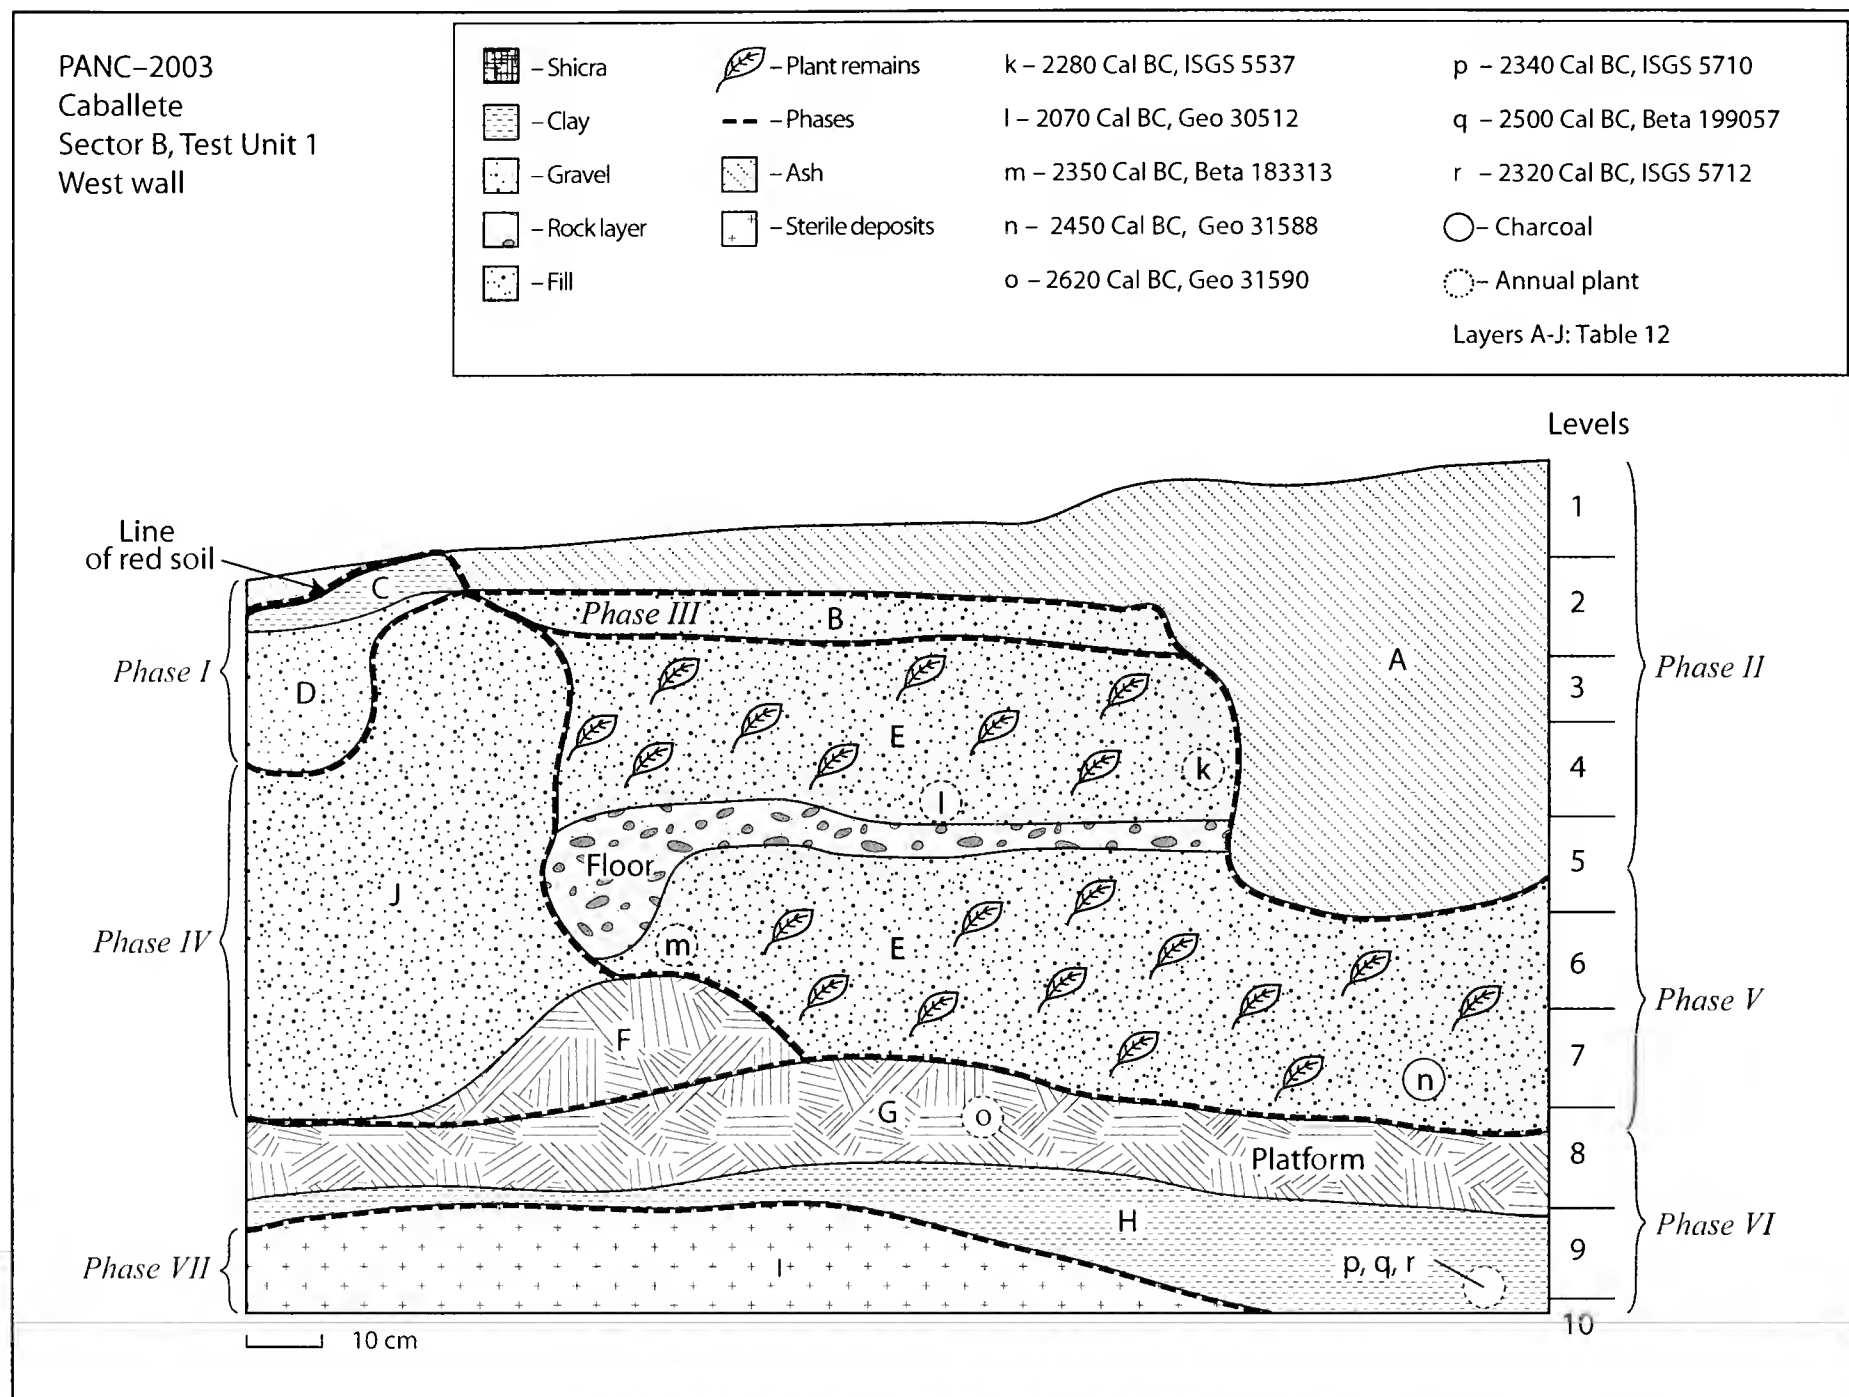 PANC–2003
Caballete
Sector B, Test Unit 1
West wall
– Shicra
– Clay
– Gravel
– Rock layer
– Fill
– Plant remains
– Phases
– Ash
– Sterile deposits
k – 2280 Cal BC, ISGS 5537
l – 2070 Cal BC, Geo 30512
m – 2350 Cal BC, Beta 183313
n – 2450 Cal BC, Geo 31588
o – 2620 Cal BC, Geo 31590
p – 2340 Cal BC, ISGS 5710
q – 2500 Cal BC, Beta 199057
r – 2320 Cal BC, ISGS 5712
– Charcoal
– Annual plant
Layers A-J: Table 12
Levels
1
2
3
4
5
6
7
8
9
10
Line
of red soil
Phase I
Phase IV
Phase VII
Phase II
Phase V
Phase VI
C
Phase III
B
A
D
E
k
l
Floor
J
m
E
F
n
G
o
Platform
H
I
p, q, r
10 cm